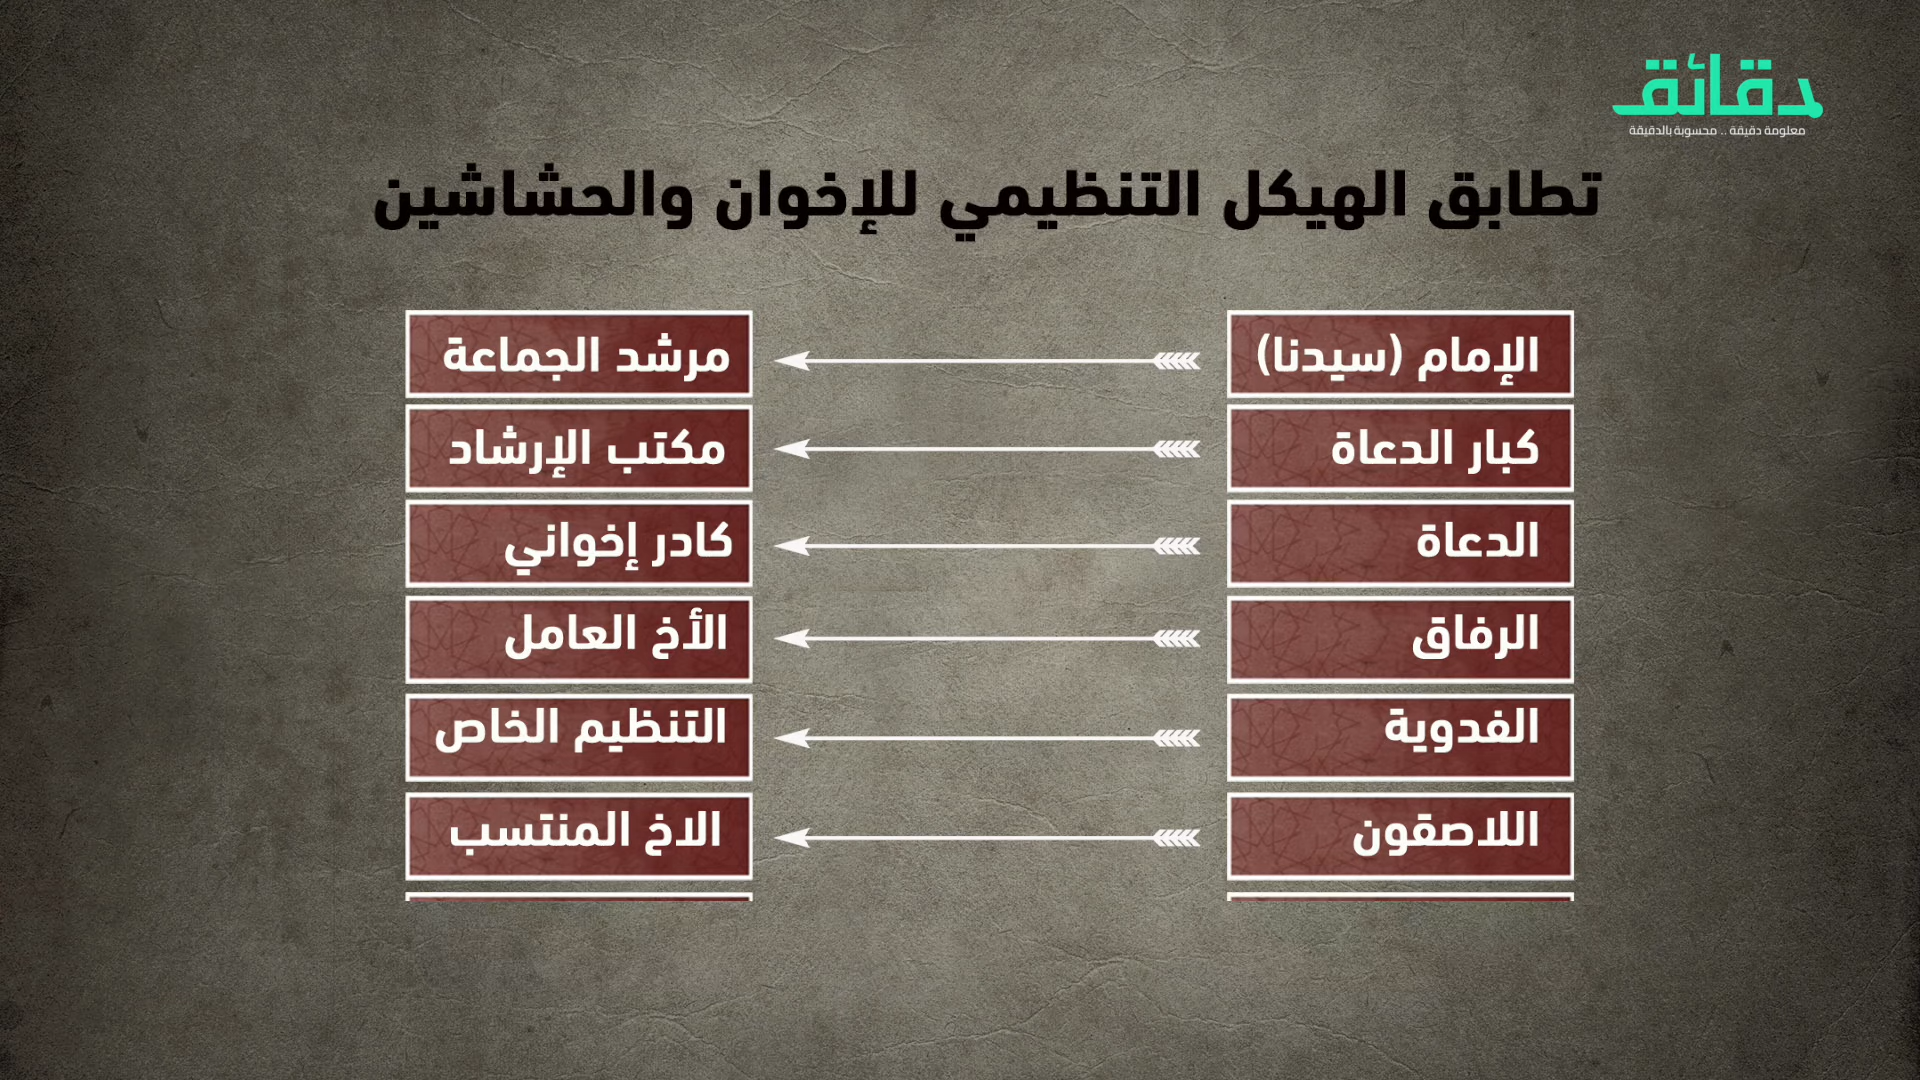 دقائق
معلومة دقيقة .. محسوبة بالدقيقة
تطابق الهيكل التنظيمي للإخوان والحشاشين
الإمام (سيدنا)
مرشد الجماعة
كبار الدعاة
مكتب الإرشاد
الدعاة
كادر إخواني
الرفاق
الأخ العامل
الفدوية
التنظيم الخاص
اللاصقون
الاخ المنتسب